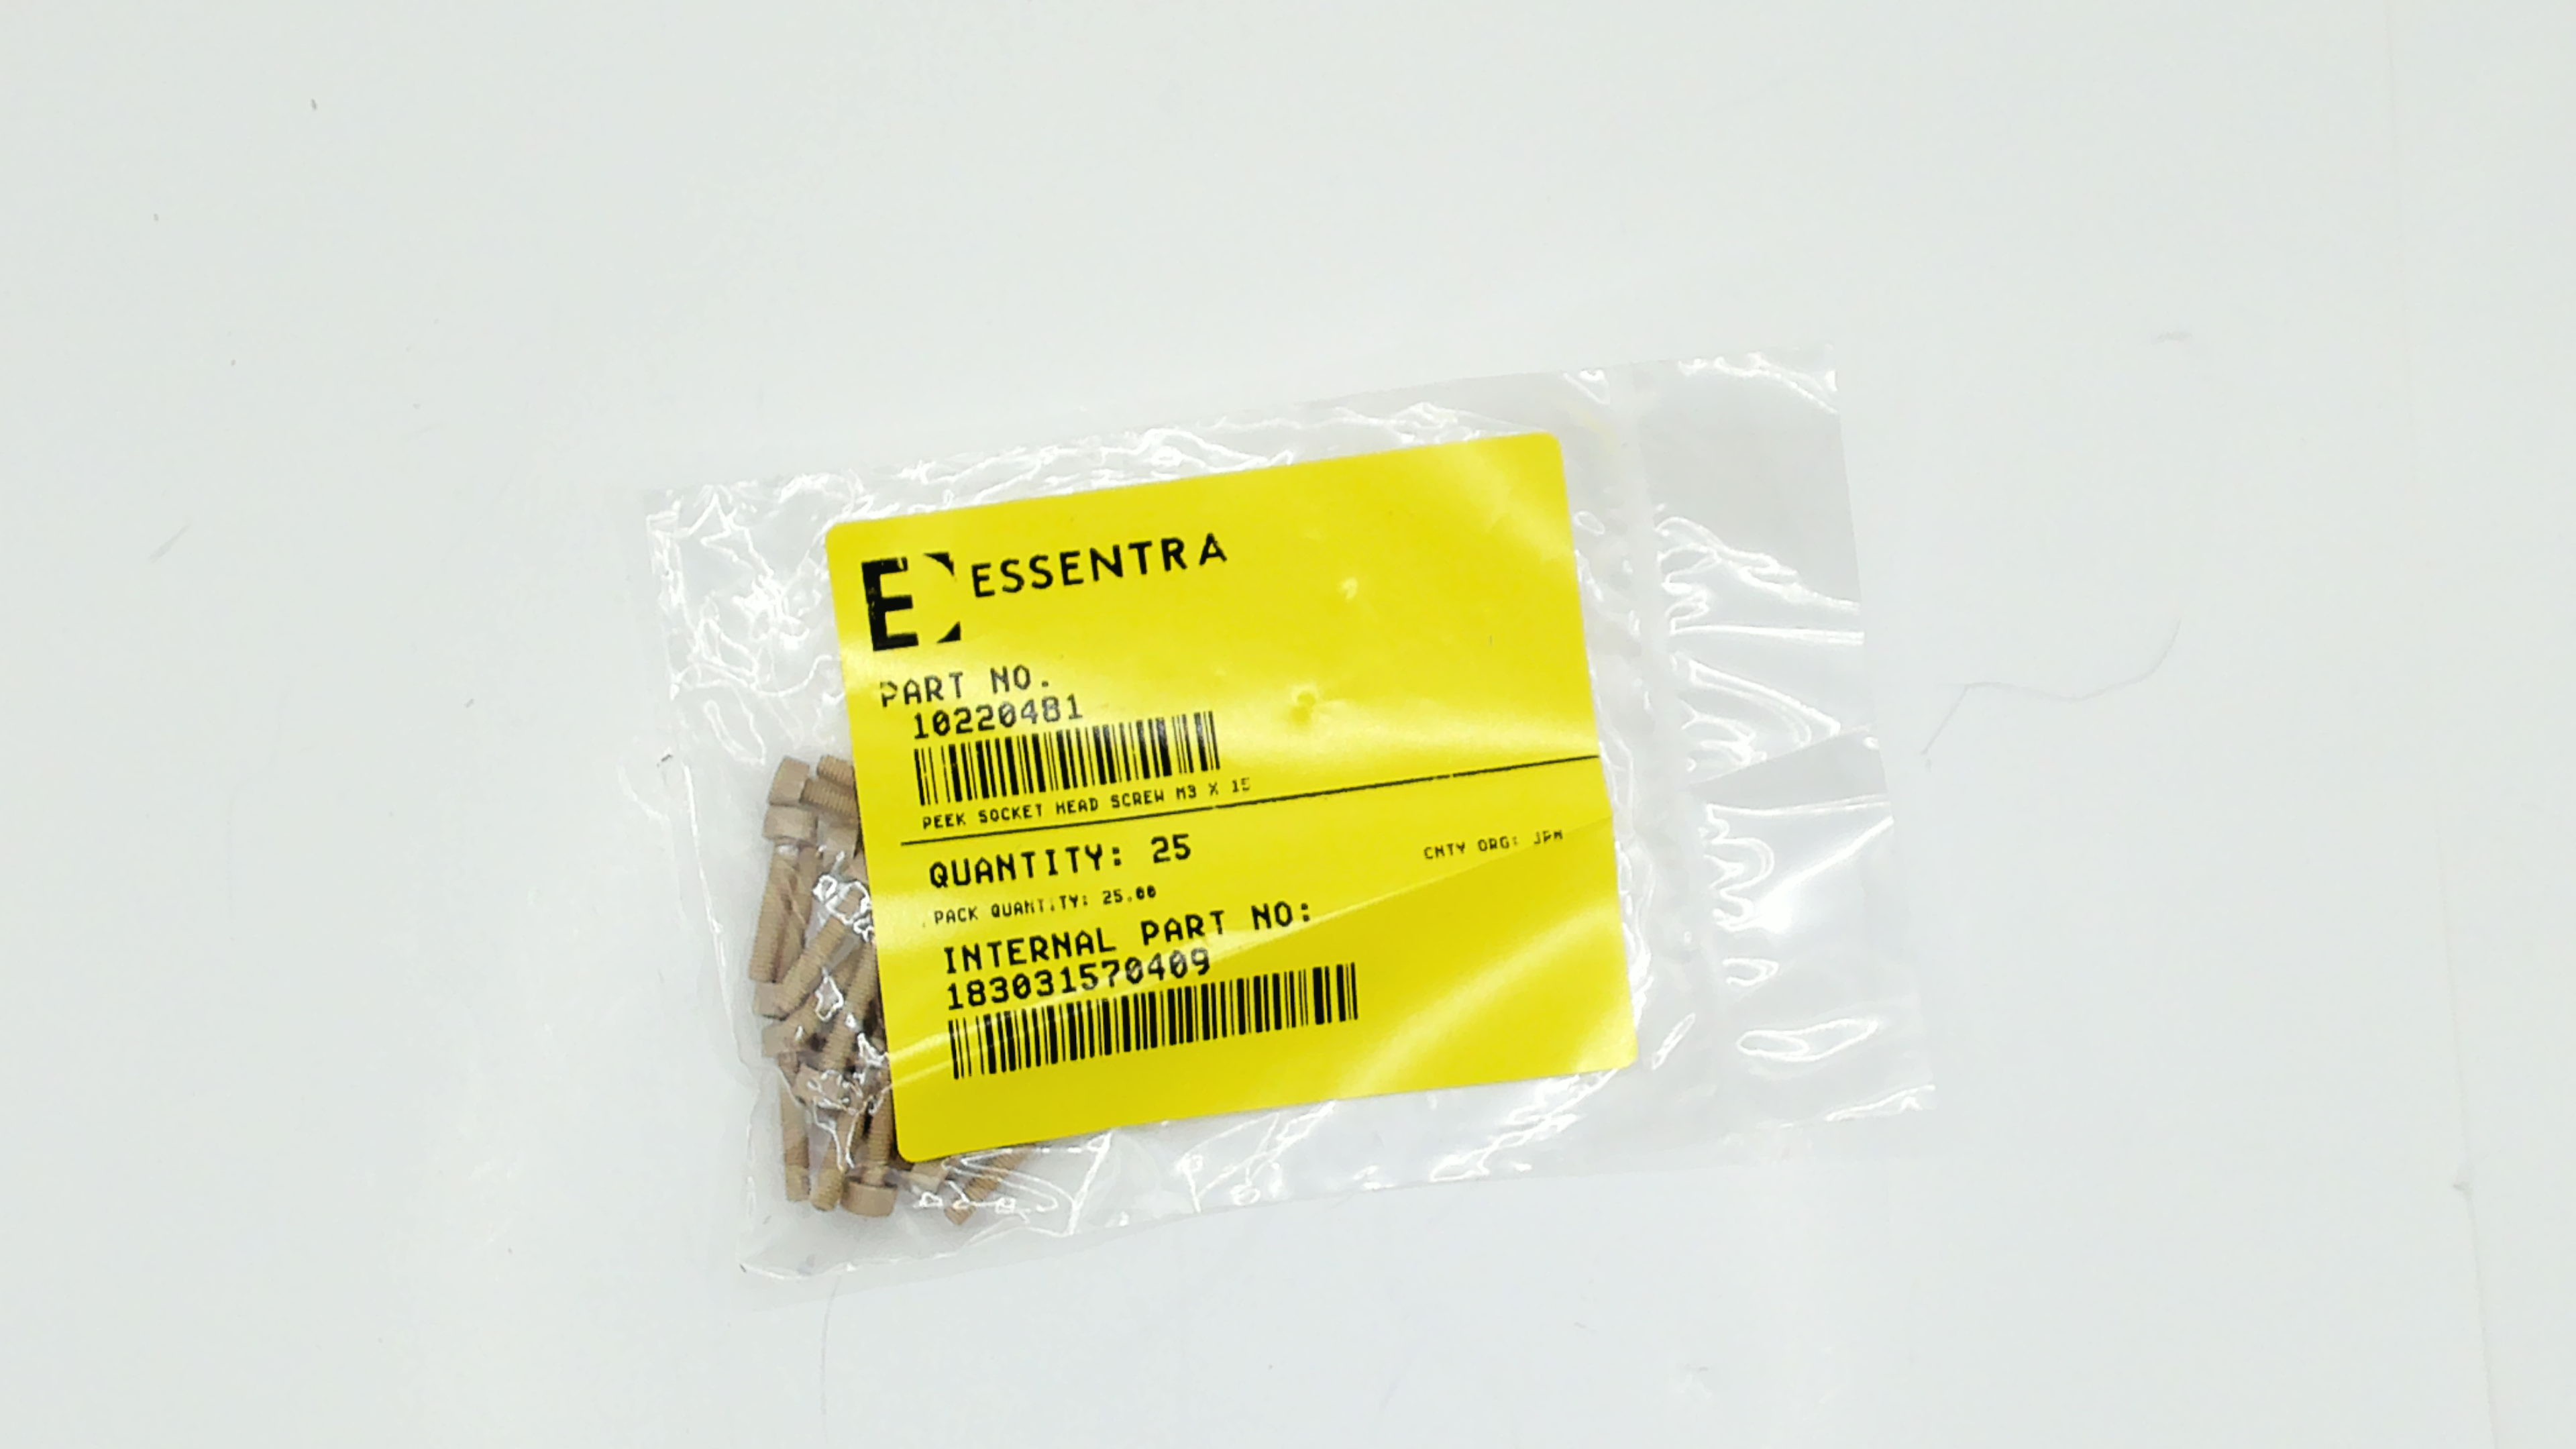 E ESSENTRA
PART NO.
10220481
PEEK SOCKET HEAD SCREW M3 X 15
QUANTITY: 25
CNTY ORG: JPN
PACK QUANTITY: 25.00
INTERNAL PART NO:
183031570409